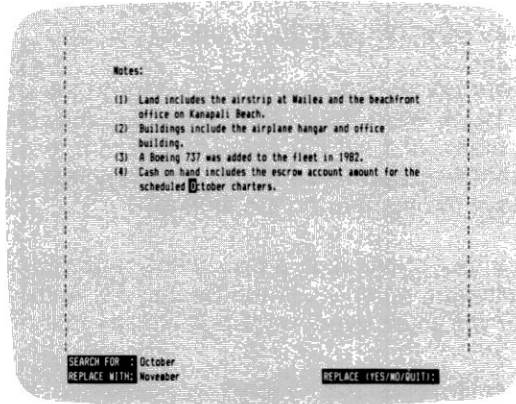 Notes:
(1) Land includes the airstrip at Wailea and the beachfront
office on Kanapali Beach.
(2) Buildings include the airplane hangar and office
building.
(3) A Boeing 737 was added to the fleet in 1982.
(4) Cash on hand includes the escrow account amount for the
scheduled October charters.
SEARCH FOR : October
REPLACE WITH: November REPLACE (YES/NO/QUIT):